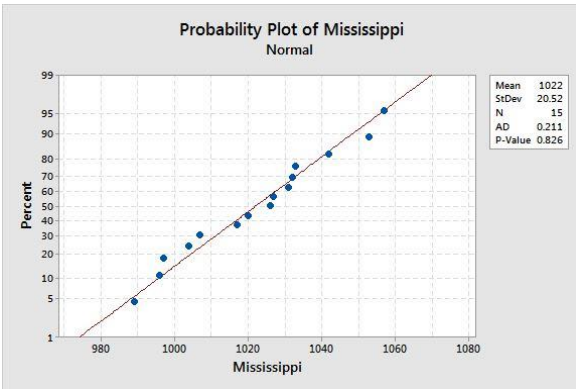 Probability Plot of Mississippi
Normal
99
95
90
80
70
60
50
40
30
20
10
5
1
Percent
980 1000 1020 1040 1060 1080
Mississippi
Mean 1022
StDev 20.52
N 15
AD 0.211
P-Value 0.826